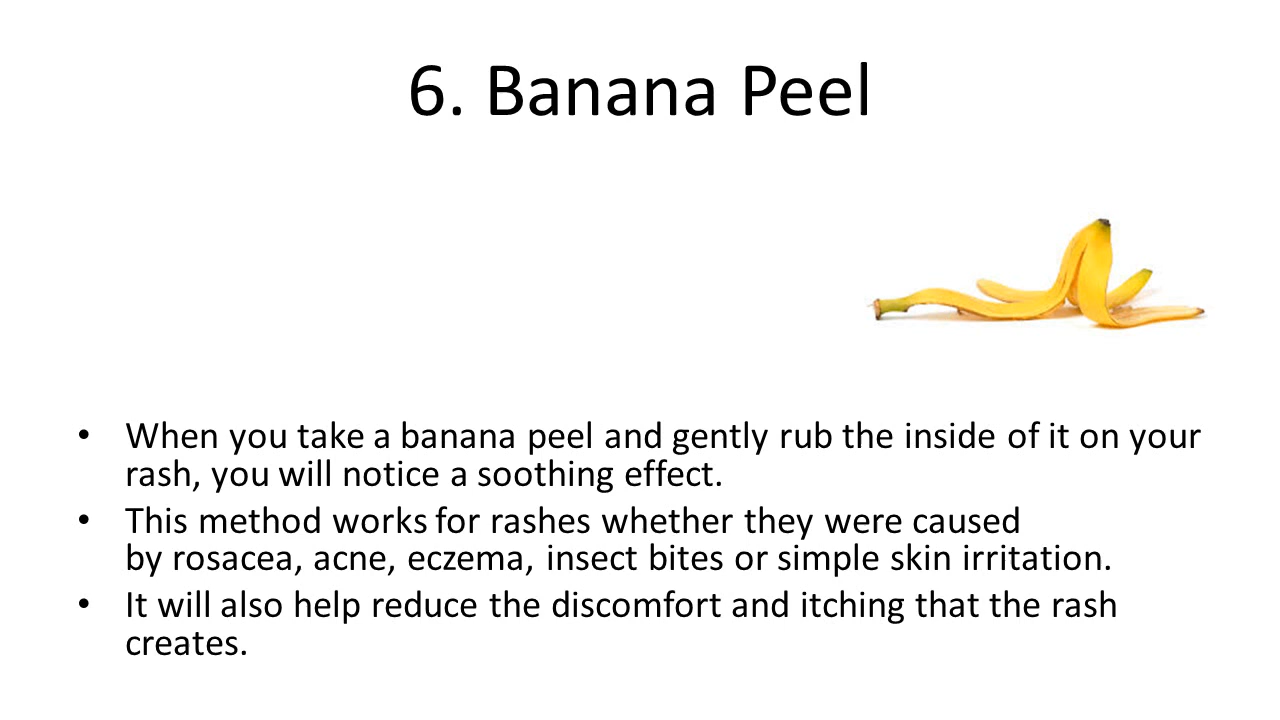 6. Banana Peel
• When you take a banana peel and gently rub the inside of it on your
rash, you will notice a soothing effect.
• This method works for rashes whether they were caused
by rosacea, acne, eczema, insect bites or simple skin irritation.
• It will also help reduce the discomfort and itching that the rash
creates.